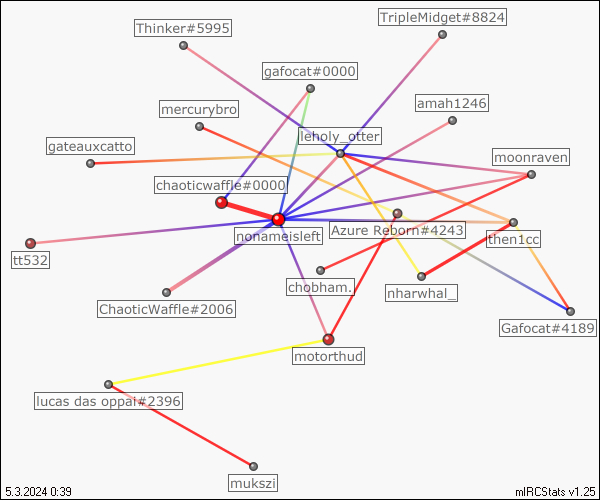 TripleMidget#8824
Thinker#5995
gafocat#0000
amah1246
mercurybro
leholy_otter
gateauxcatto
moonraven
chaoticwaffle#0000
nonameisleft
Azure Reborn#4243
then1cc
tt532
chobham.
nharwhal_
ChaoticWaffle#2006
Gafocat#4189
motorthud
lucas das oppai#2396
mukszi
5.3.2024 0:39
mIRCStats v1.25